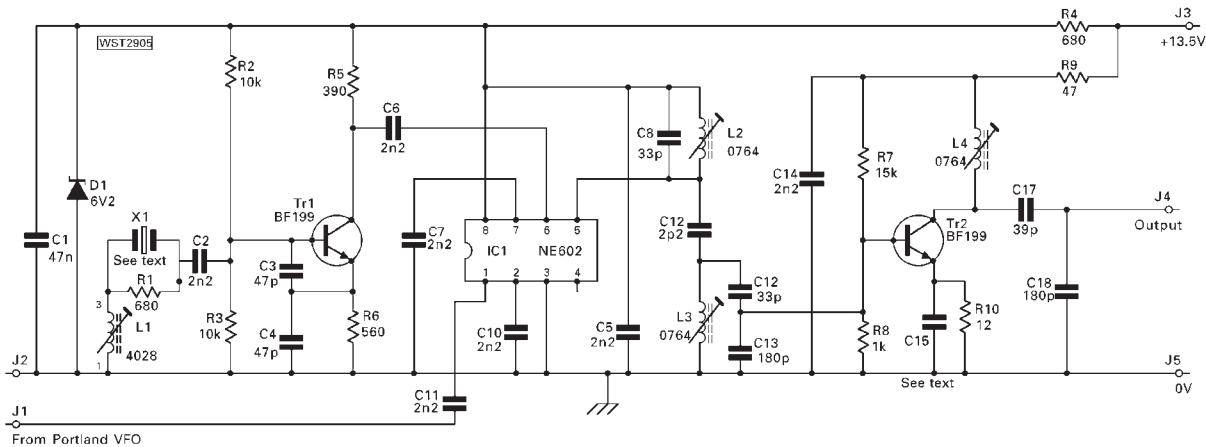 WST2905
R4
680
J3
+13.5V
R2
10k
R5
390
R9
47
C6
2n2
C8
33p
L2
0764
L4
0764
R7
15k
C14
2n2
D1
6V2
Tr1
BF199
C17
39p
J4
Output
X1
See text
C2
2n2
C1
47n
C7
2n2
8 7 6 5
IC1 NE602
1 2 3 4
C12
2p2
Tr2
BF199
R1
680
C3
47p
C12
33p
C18
180p
3
L1
4028
1
R3
10k
C4
47p
R6
560
C10
2n2
C5
2n2
L3
0764
C13
180p
R8
1k
C15
R10
12
See text
J2
J5
0V
C11
2n2
J1
From Portland VFO